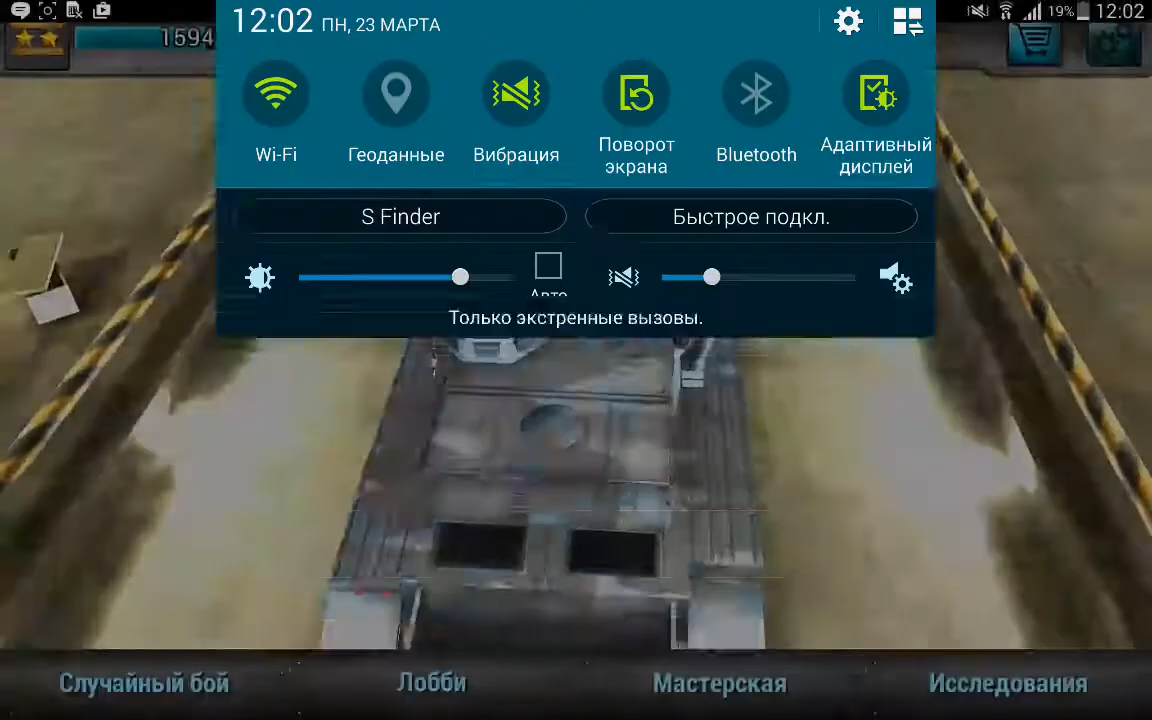 12:02 ПН, 23 МАРТА
19% 12:02
1594
Wi-Fi
Геоданные
Вибрация
Поворот
экрана
Bluetooth
Адаптивный
дисплей
S Finder
Быстрое подкл.
Авто
Только экстренные вызовы.
Случайный бой
Лобби
Мастерская
Исследования